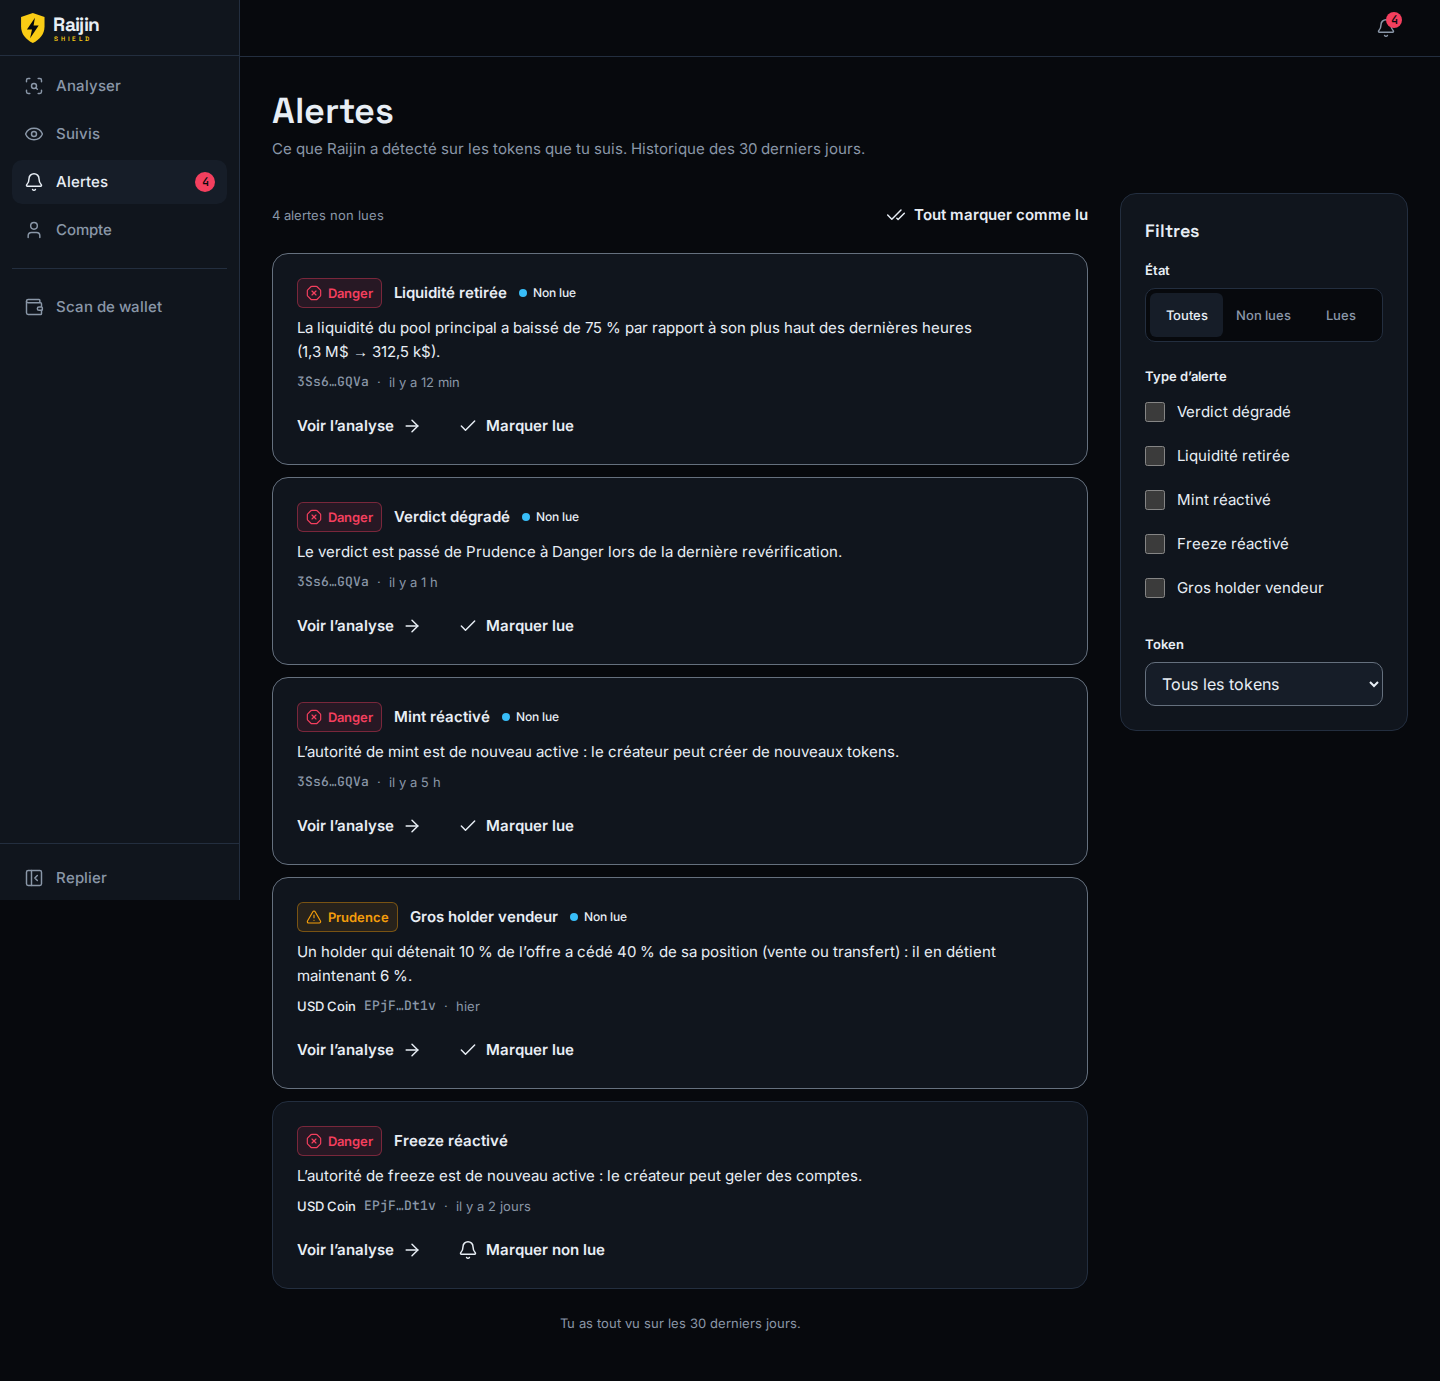 Raijin
SHIELD
4
Analyser
Suivis
Alertes
4
Compte
Scan de wallet
Replier
Alertes
Ce que Raijin a détecté sur les tokens que tu suis. Historique des 30 derniers jours.
4 alertes non lues
Tout marquer comme lu
Danger Liquidité retirée Non lue
La liquidité du pool principal a baissé de 75 % par rapport à son plus haut des dernières heures
(1,3 M$ → 312,5 k$).
3Ss6…GQVa · il y a 12 min
Voir l’analyse Marquer lue
Danger Verdict dégradé Non lue
Le verdict est passé de Prudence à Danger lors de la dernière revérification.
3Ss6…GQVa · il y a 1 h
Voir l’analyse Marquer lue
Danger Mint réactivé Non lue
L’autorité de mint est de nouveau active : le créateur peut créer de nouveaux tokens.
3Ss6…GQVa · il y a 5 h
Voir l’analyse Marquer lue
Prudence Gros holder vendeur Non lue
Un holder qui détenait 10 % de l’offre a cédé 40 % de sa position (vente ou transfert) : il en détient
maintenant 6 %.
USD Coin EPjF…Dt1v · hier
Voir l’analyse Marquer lue
Danger Freeze réactivé
L’autorité de freeze est de nouveau active : le créateur peut geler des comptes.
USD Coin EPjF…Dt1v · il y a 2 jours
Voir l’analyse Marquer non lue
Tu as tout vu sur les 30 derniers jours.
Filtres
État
Toutes Non lues Lues
Type d’alerte
Verdict dégradé
Liquidité retirée
Mint réactivé
Freeze réactivé
Gros holder vendeur
Token
Tous les tokens